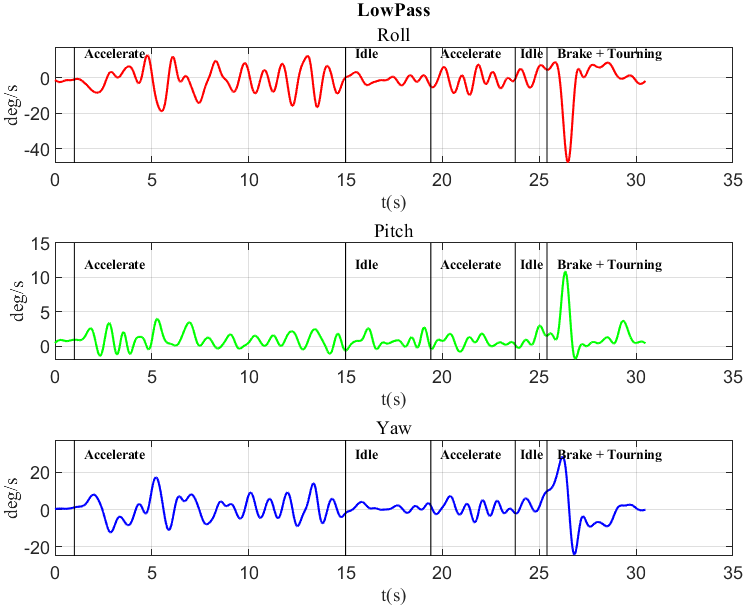 LowPass
Roll
Accelerate Idle Accelerate Idle Brake + Tourning
deg/s
0
-20
-40
0 5 10 15 20 25 30 35
t(s)
Pitch
Accelerate Idle Accelerate Idle Brake + Tourning
deg/s
15
10
5
0
0 5 10 15 20 25 30 35
t(s)
Yaw
Accelerate Idle Accelerate Idle Brake + Tourning
deg/s
20
0
-20
0 5 10 15 20 25 30 35
t(s)